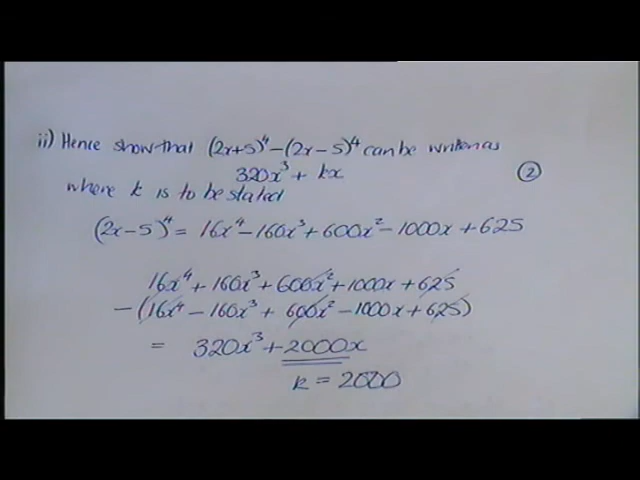 ii) Hence show that (2x+5)⁴ - (2x-5)⁴ can be written as
320x³ + kx
where k is to be stated
(2)
(2x-5)⁴ = 16x⁴ - 160x³ + 600x² - 1000x + 625
16x⁴ + 160x³ + 600x² + 1000x + 625
- (16x⁴ - 160x³ + 600x² - 1000x + 625)
= 320x³ + 2000x
k = 2000